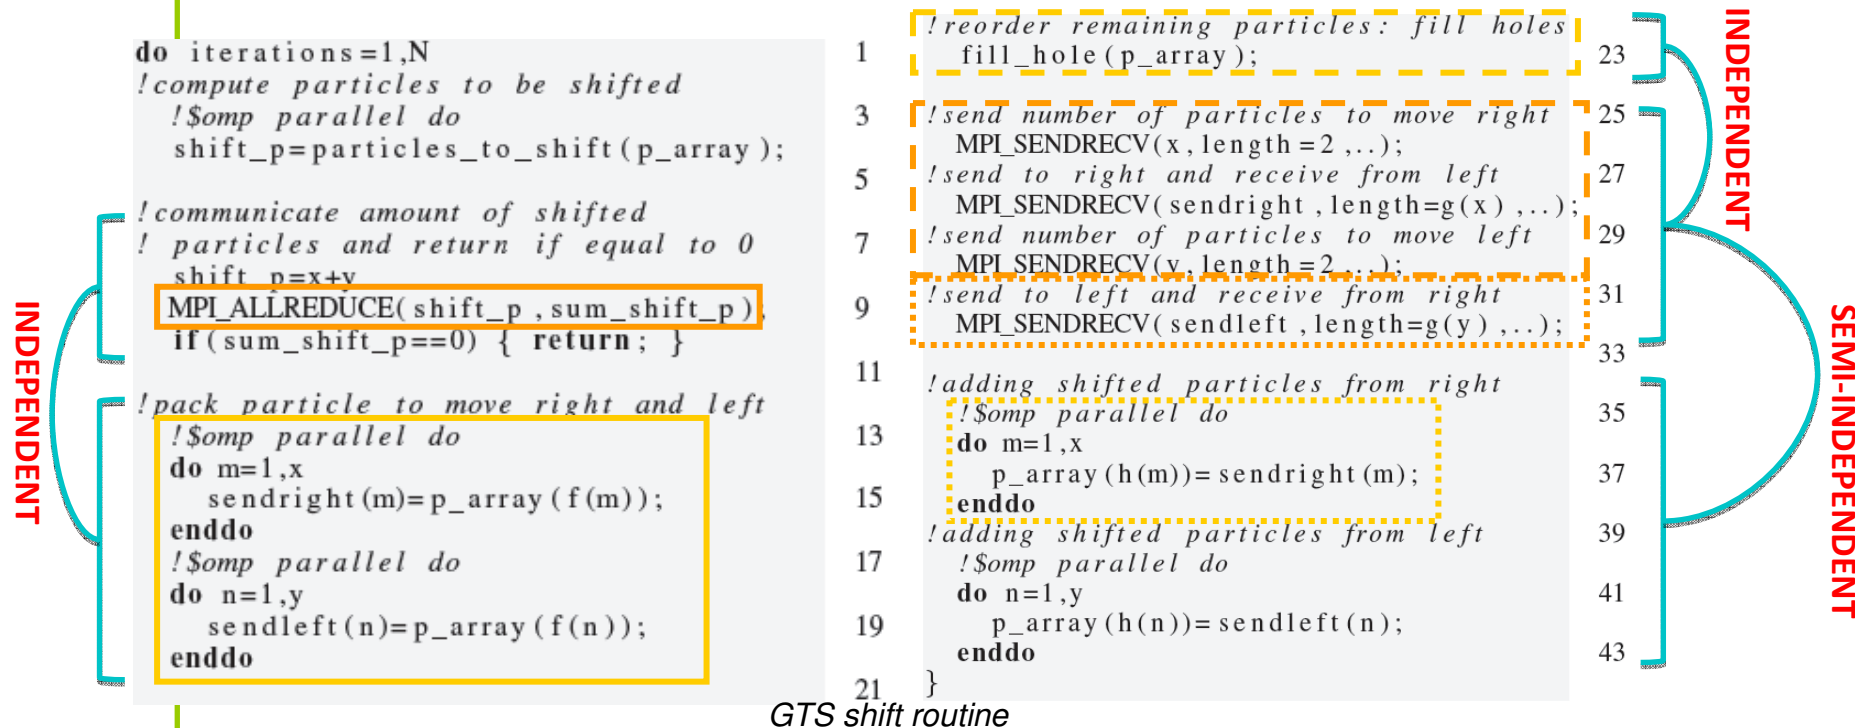 do iterations=1,N
!compute particles to be shifted
!$omp parallel do
shift_p=particles_to_shift(p_array);
!communicate amount of shifted
! particles and return if equal to 0
shift_p=x+y
MPI_ALLREDUCE(shift_p,sum_shift_p);
if(sum_shift_p==0) { return; }
!pack particle to move right and left
!$omp parallel do
do m=1,x
sendright(m)=p_array(f(m));
enddo
!$omp parallel do
do n=1,y
sendleft(n)=p_array(f(n));
enddo
1
3
5
7
9
11
13
15
17
19
21
!reorder remaining particles: fill holes
fill_hole(p_array);
!send number of particles to move right
MPI_SENDRECV(x,length=2,..);
!send to right and receive from left
MPI_SENDRECV(sendright,length=g(x),..);
!send number of particles to move left
MPI_SENDRECV(y,length=2,..);
!send to left and receive from right
MPI_SENDRECV(sendleft,length=g(y),..);
!adding shifted particles from right
!$omp parallel do
do m=1,x
p_array(h(m))=sendright(m);
enddo
!adding shifted particles from left
!$omp parallel do
do n=1,y
p_array(h(n))=sendleft(n);
enddo
}
23
25
27
29
31
33
35
37
39
41
43
INDEPENDENT
INDEPENDENT
SEMI-INDEPENDENT
GTS shift routine